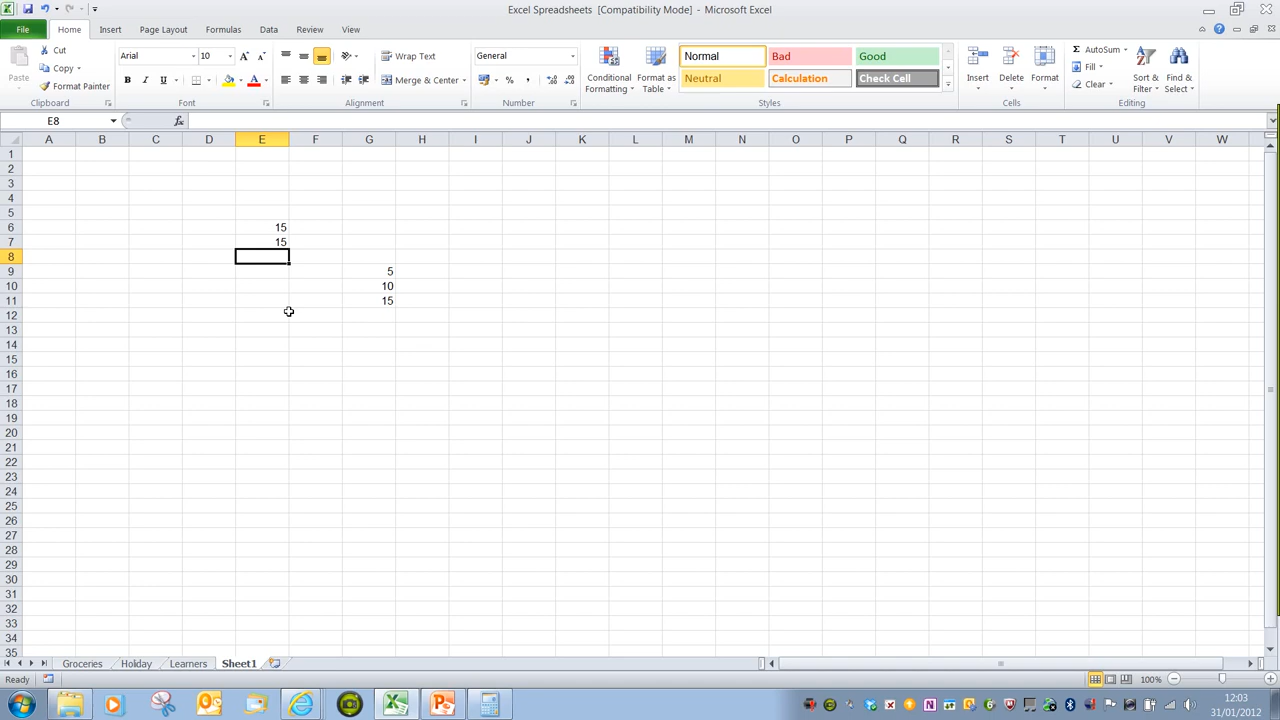 Excel Spreadsheets [Compatibility Mode] - Microsoft Excel
File Home Insert Page Layout Formulas Data Review View
Paste
Cut
Copy
Format Painter
Clipboard
Arial 10
B I U
Font
Wrap Text
Merge & Center
Alignment
General
%
Number
Conditional Formatting
Format as Table
Normal Bad Good
Neutral Calculation Check Cell
Styles
Insert Delete Format
Cells
AutoSum
Fill
Clear
Sort & Filter
Find & Select
Editing
E8 fx
A B C D E F G H I J K L M N O P Q R S T U V W
1
2
3
4
5
6 15
7 15
8
9 5
10 10
11 15
12
13
14
15
16
17
18
19
20
21
22
23
24
25
26
27
28
29
30
31
32
33
34
35
Groceries Holiday Learners Sheet1
Ready 100%
12:03
31/01/2012